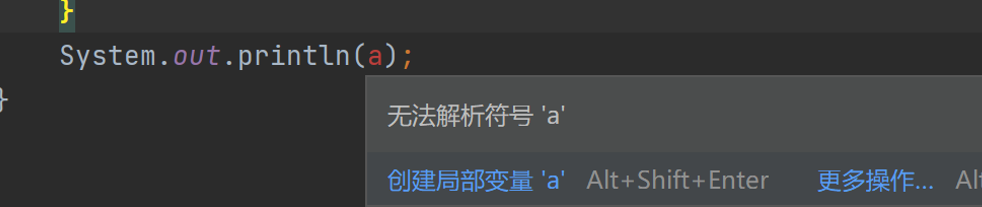 }
System.out.println(a);
}
无法解析符号 'a'
创建局部变量 'a' Alt+Shift+Enter 更多操作... Al